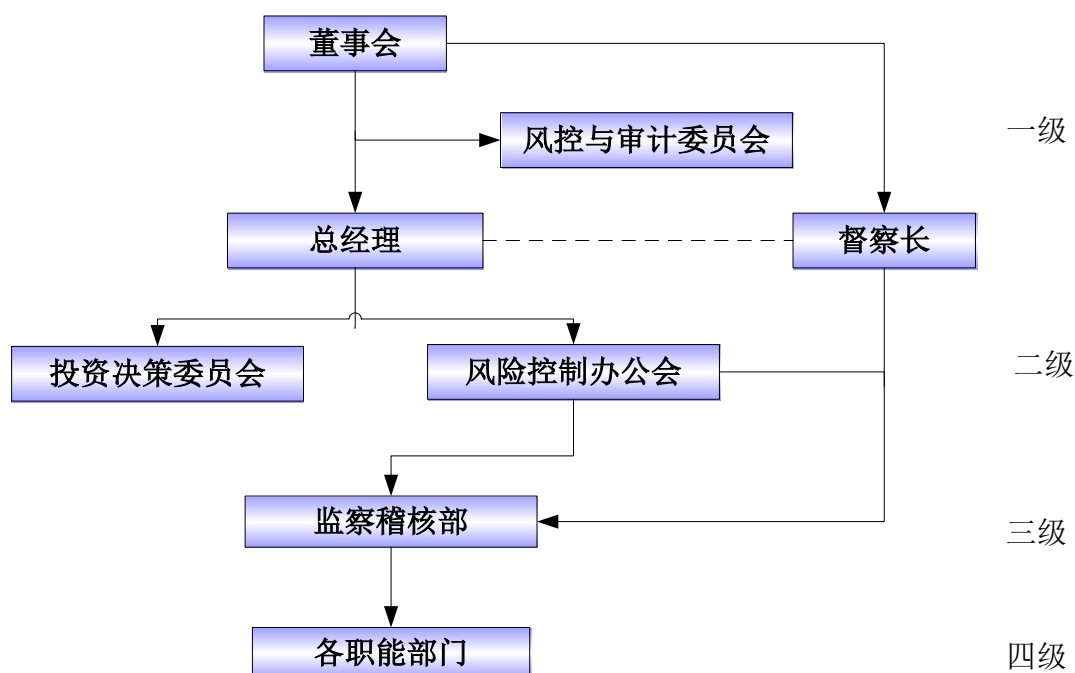 董事会
一级
风控与审计委员会
总经理
督察长
二级
投资决策委员会
风险控制办公会
监察稽核部
三级
各职能部门
四级